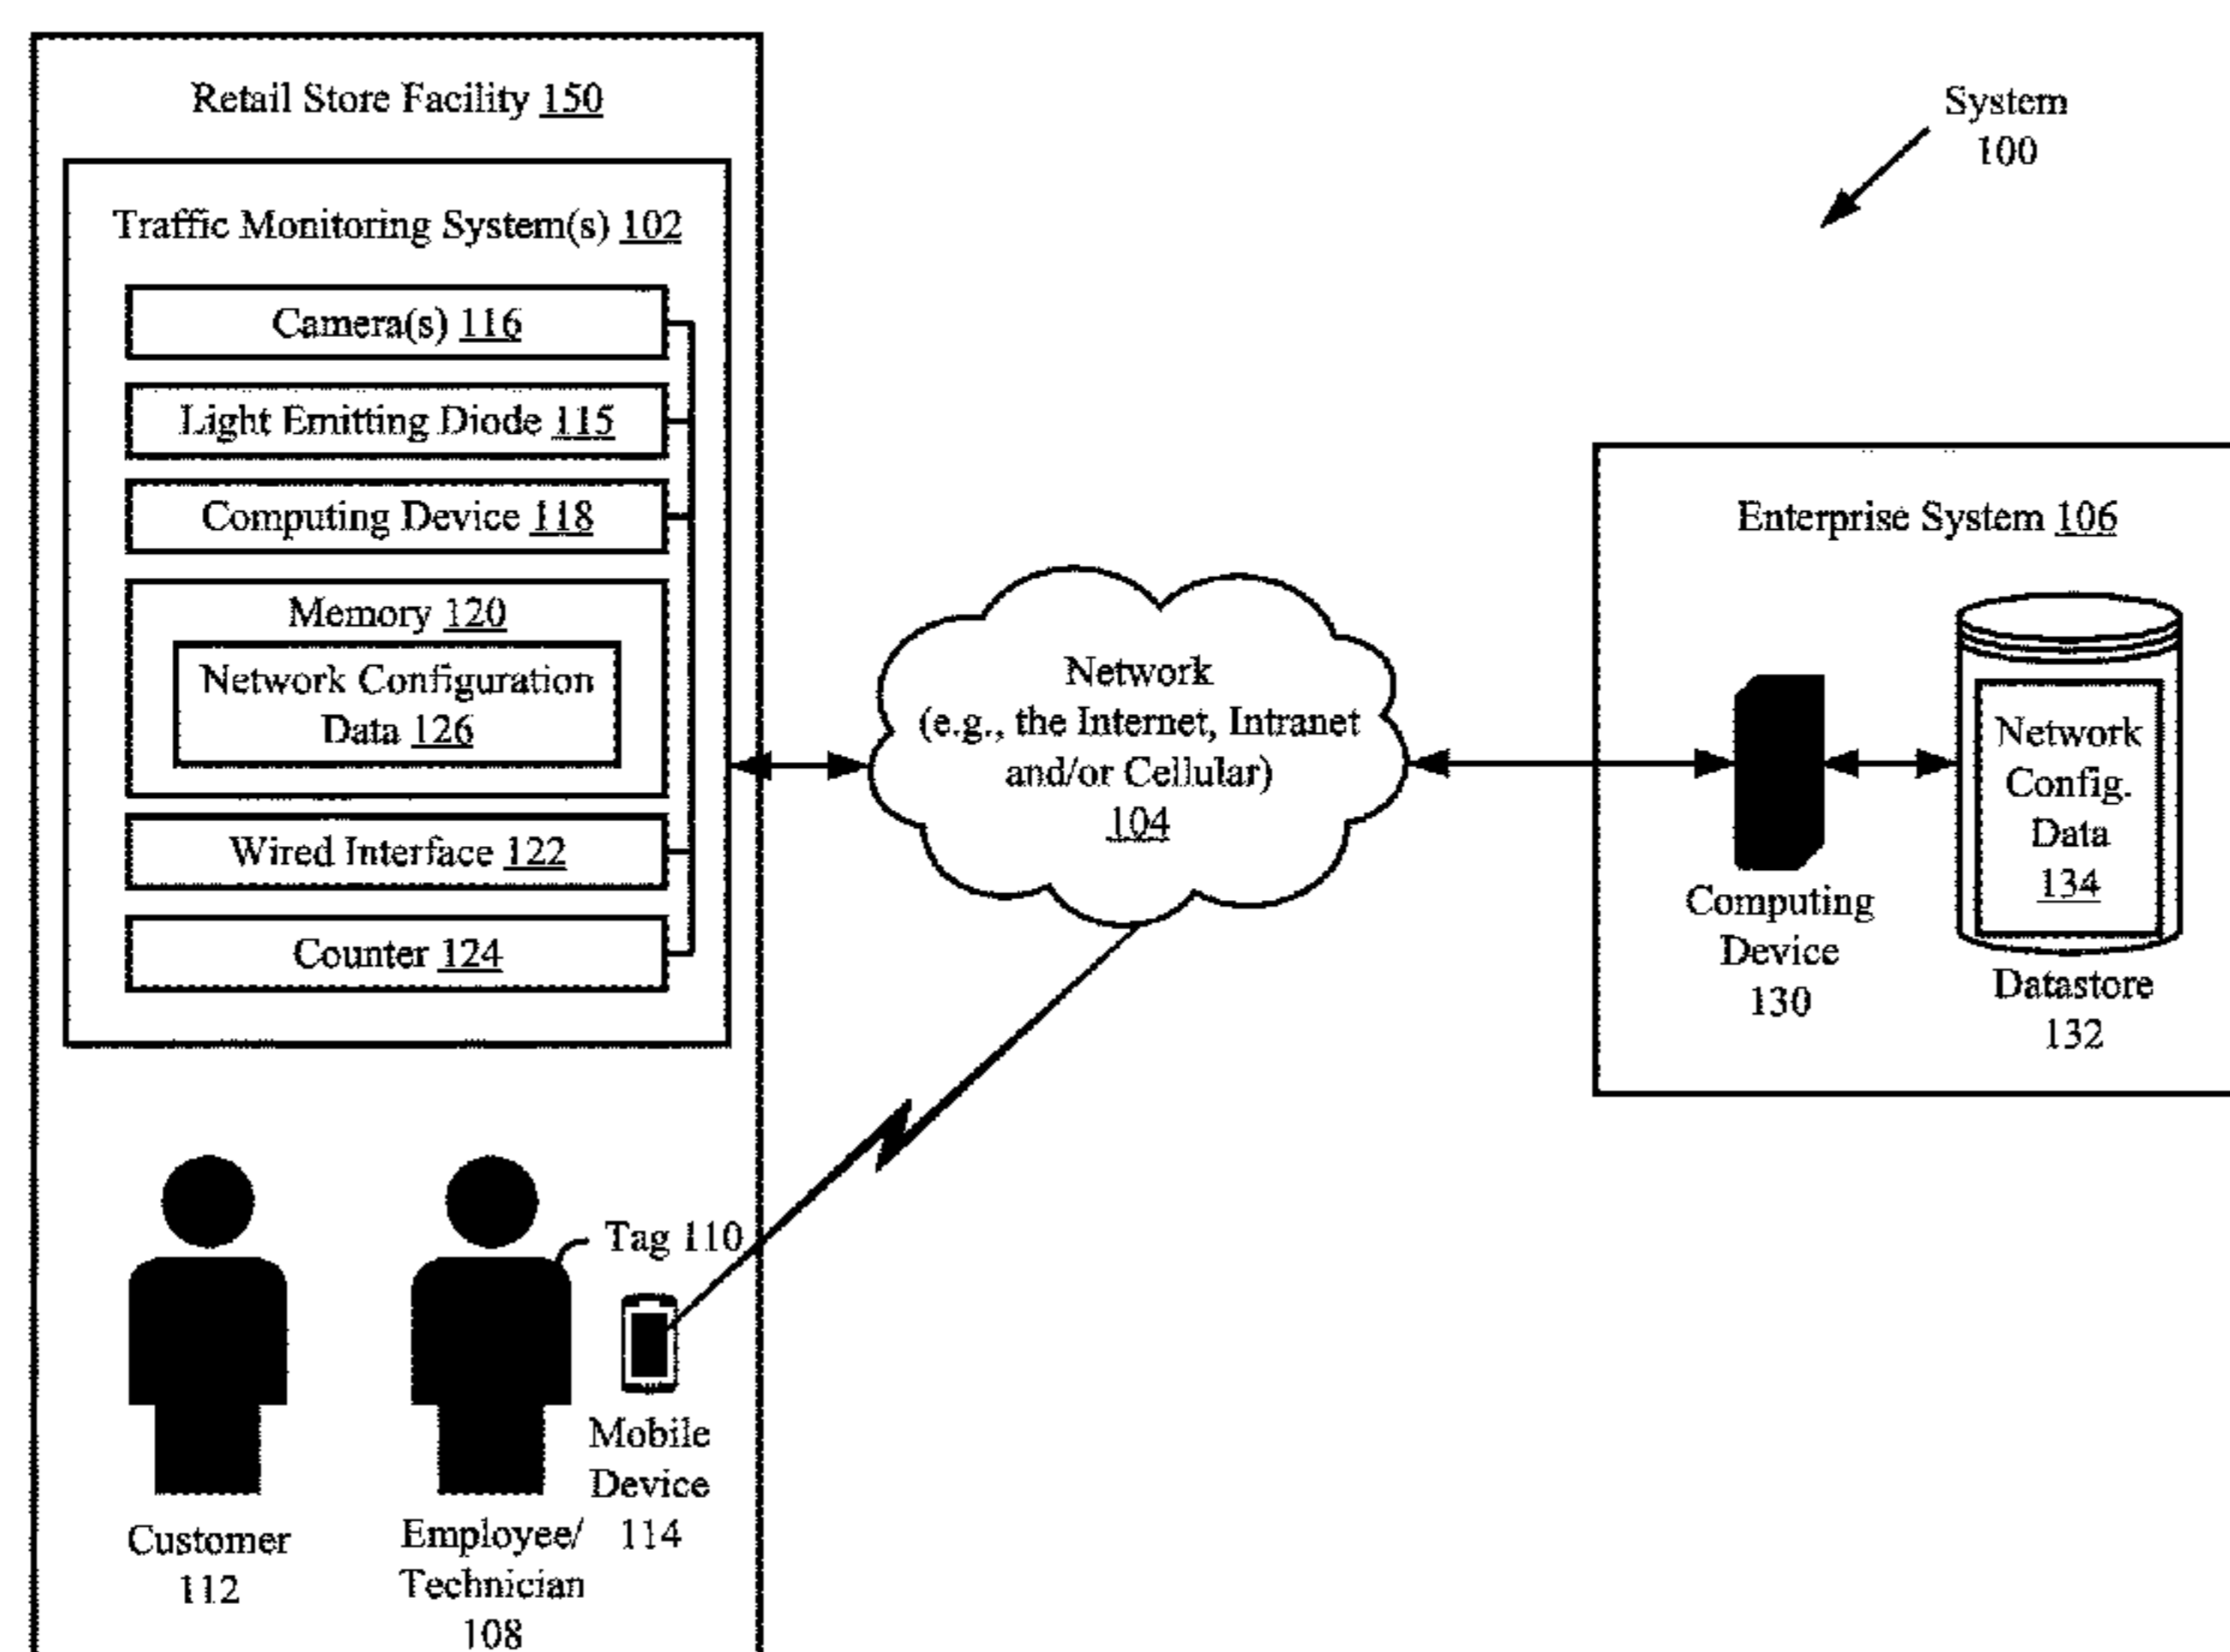 Retail Store Facility 150
Traffic Monitoring System(s) 102
Camera(s) 116
Light Emitting Diode 115
Computing Device 118
Memory 120
Network Configuration
Data 126
Wired Interface 122
Counter 124
Tag 110
Mobile
Device
114
Customer
112
Employee/
Technician
108
Network
(e.g., the Internet, Intranet
and/or Cellular)
104
System
100
Enterprise System 106
Computing
Device
130
Network
Config.
Data
134
Datastore
132